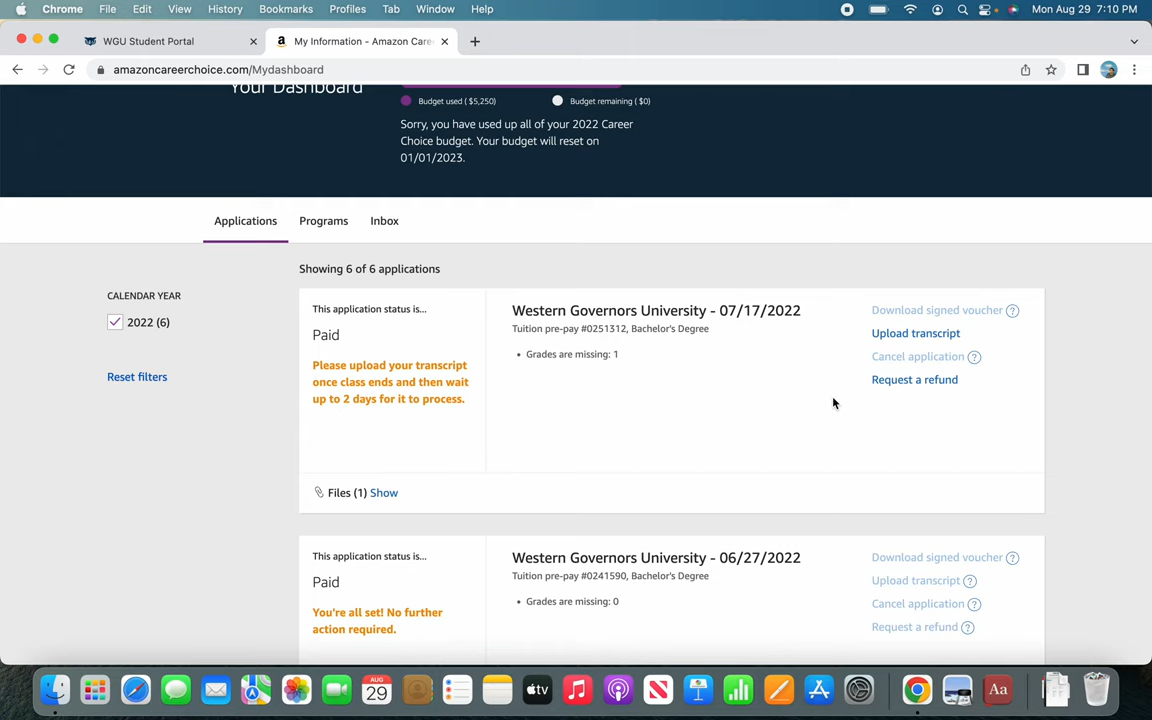 Chrome File Edit View History Bookmarks Profiles Tab Window Help Mon Aug 29 7:10 PM
WGU Student Portal × a My Information - Amazon Care × +
amazoncareerchoice.com/Mydashboard
Your Dashboard
Budget used ( $5,250) Budget remaining ( $0)
Sorry, you have used up all of your 2022 Career
Choice budget. Your budget will reset on
01/01/2023.
Applications Programs Inbox
Showing 6 of 6 applications
CALENDAR YEAR
2022 (6)
Reset filters
This application status is...
Paid
Please upload your transcript
once class ends and then wait
up to 2 days for it to process.
Western Governors University - 07/17/2022
Tuition pre-pay #0251312, Bachelor's Degree
• Grades are missing: 1
Download signed voucher ?
Upload transcript
Cancel application ?
Request a refund
Files (1) Show
This application status is...
Paid
You're all set! No further
action required.
Western Governors University - 06/27/2022
Tuition pre-pay #0241590, Bachelor's Degree
• Grades are missing: 0
Download signed voucher ?
Upload transcript ?
Cancel application ?
Request a refund ?
AUG
29
tv
Aa